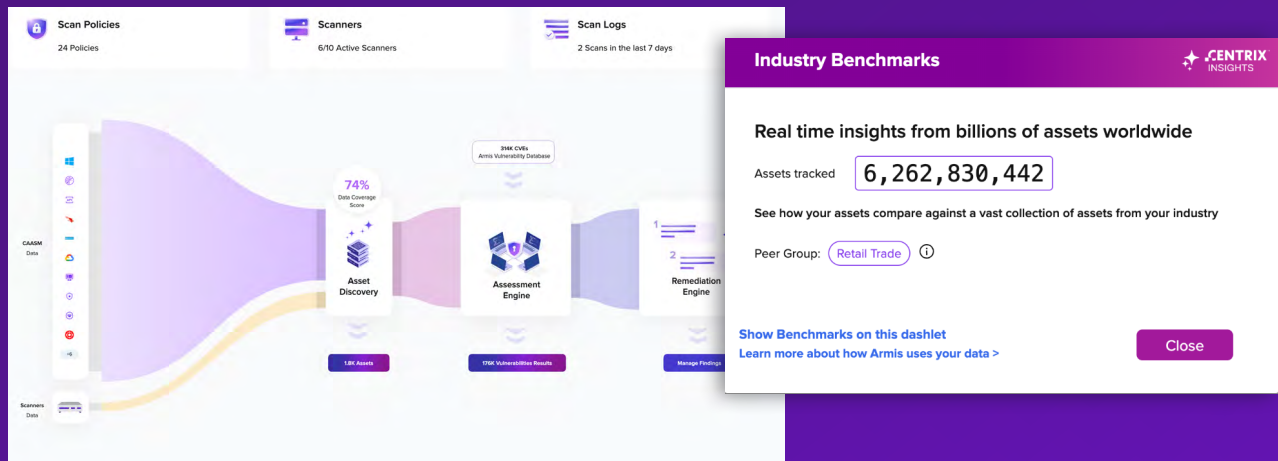 Scan Policies
24 Policies
Scanners
6/10 Active Scanners
Scan Logs
2 Scans in the last 7 days
314K CVEs
Armis Vulnerability Database
74%
Data Coverage
Score
CAASM
Data
Asset
Discovery
Assessment
Engine
1
2
Remediation
Engine
1.8K Assets
176K Vulnerabilities Results
Manage Findings
Scanners
Data
Industry Benchmarks
CENTRIX
INSIGHTS
Real time insights from billions of assets worldwide
Assets tracked
6,262,830,442
See how your assets compare against a vast collection of assets from your industry
Peer Group:
Retail Trade
Show Benchmarks on this dashlet
Learn more about how Armis uses your data >
Close